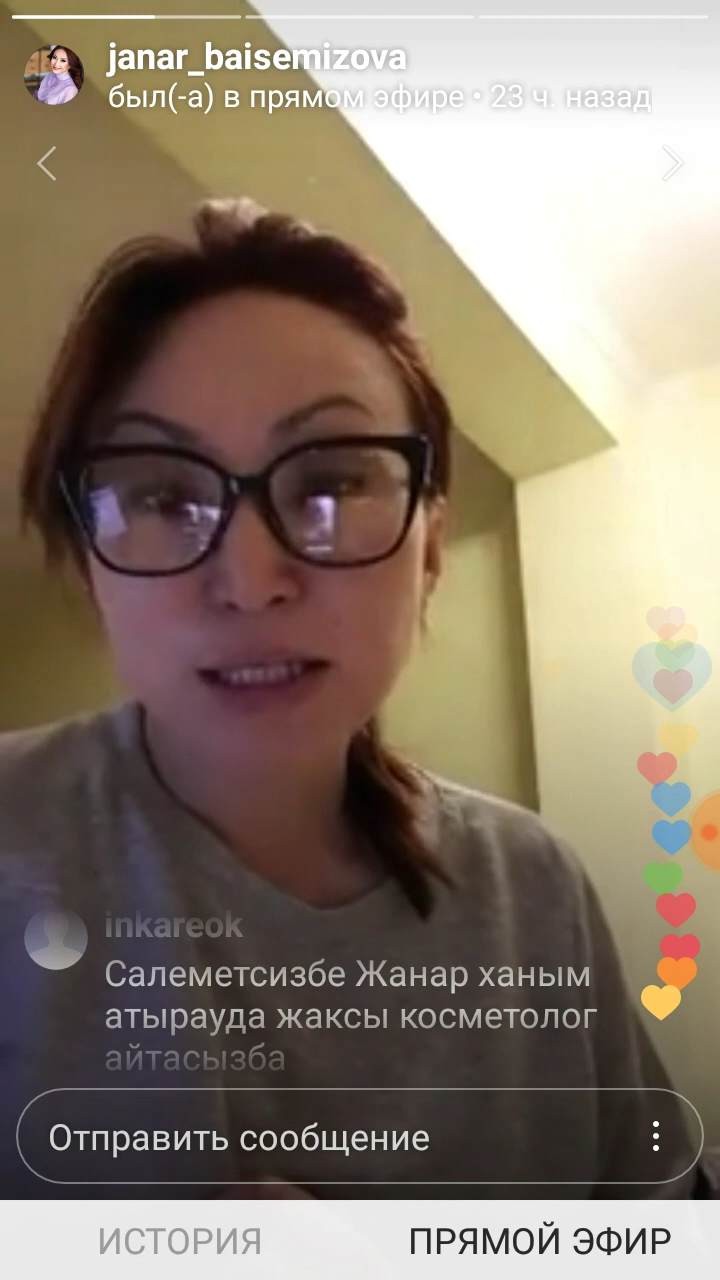 janar_baisemizova
был(-а) в прямом эфире • 23 ч. назад
inkareok
Салеметсизбе Жанар ханым
атырауда жаксы косметолог
айтасызба
Отправить сообщение
ИСТОРИЯ
ПРЯМОЙ ЭФИР